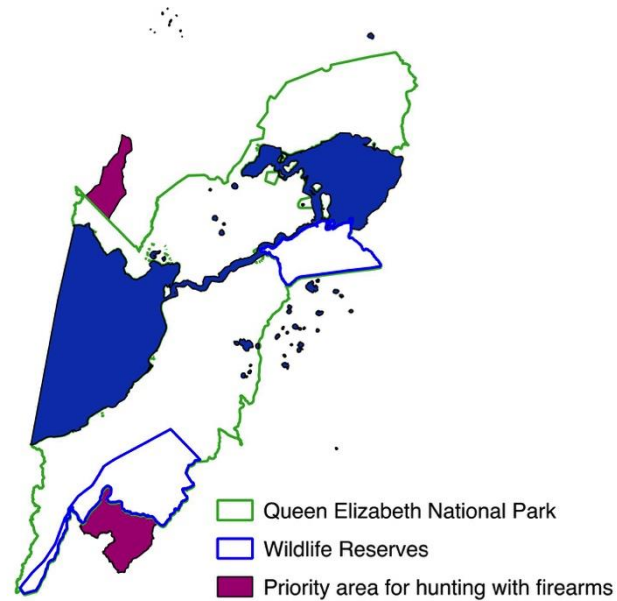 Queen Elizabeth National Park
Wildlife Reserves
Priority area for hunting with firearms